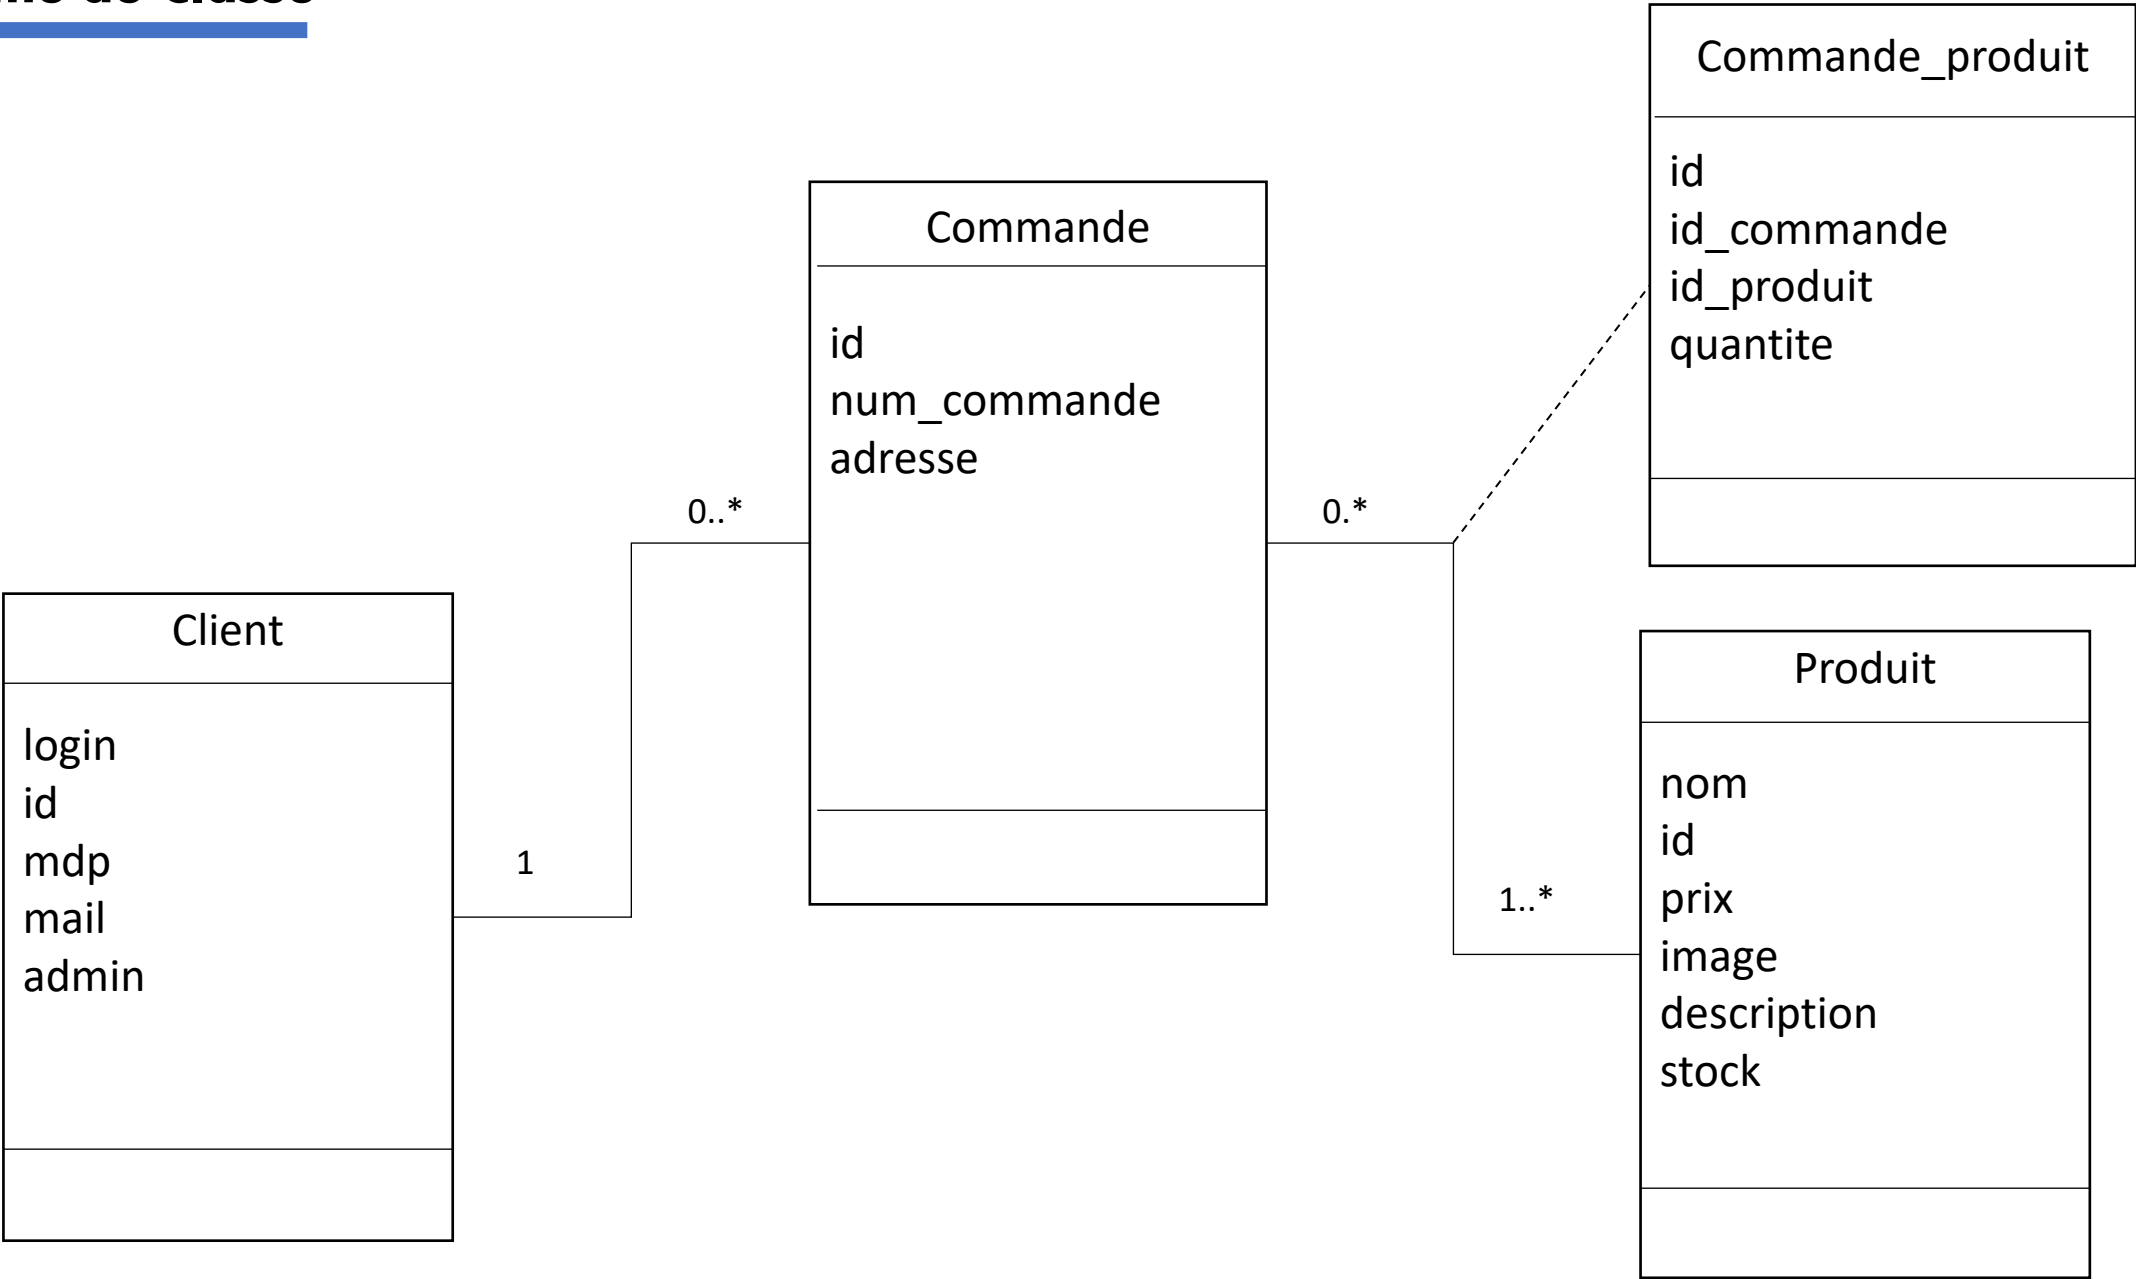 Commande_produit
id
id_commande
id_produit
quantite
Commande
id
num_commande
adresse
0..*
0.*
Client
login
id
mdp
mail
admin
1
Produit
nom
id
prix
image
description
stock
1..*